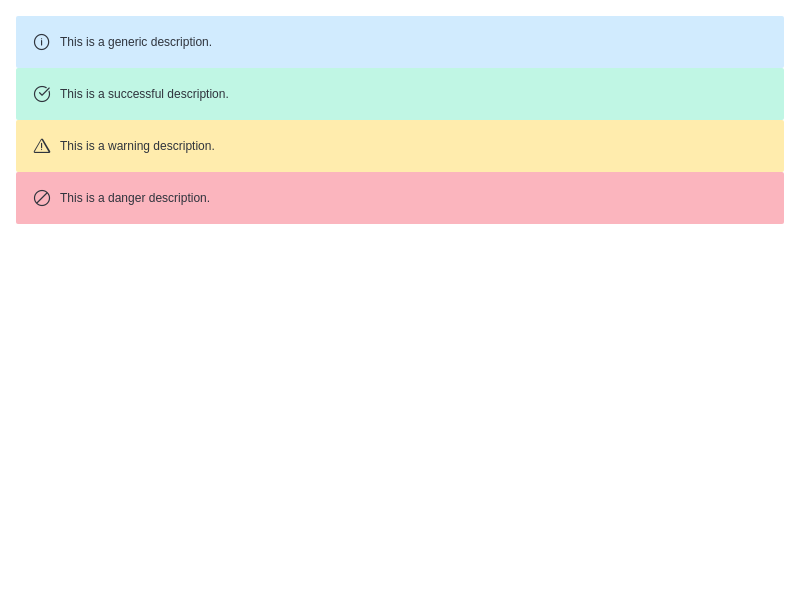 This is a generic description.
This is a successful description.
This is a warning description.
This is a danger description.